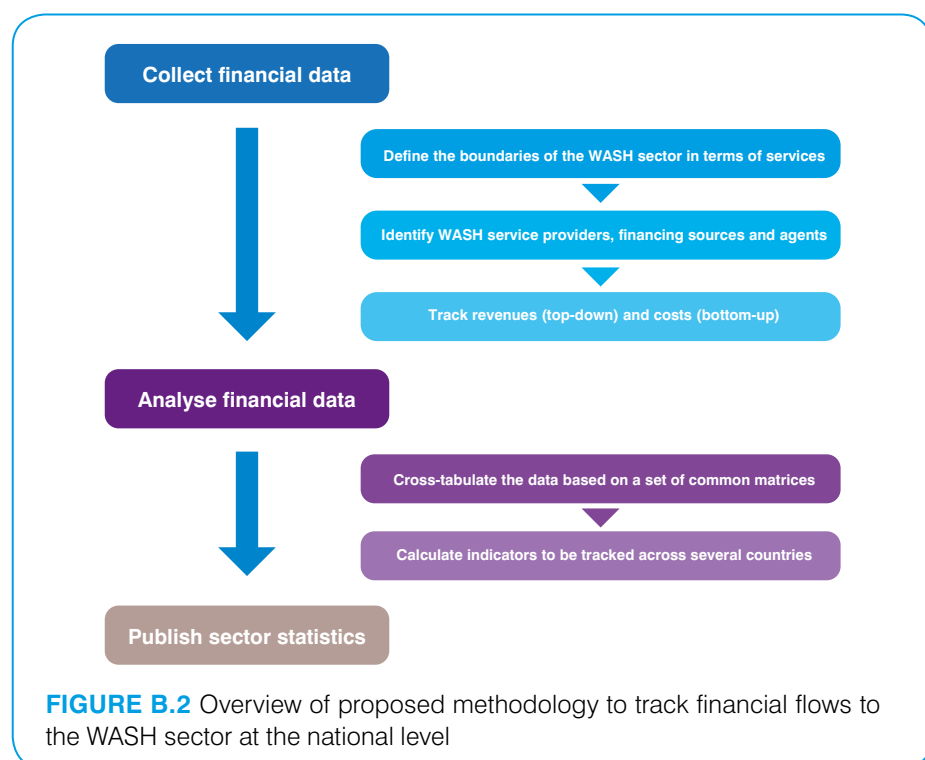 Collect financial data
Define the boundaries of the WASH sector in terms of services
Identify WASH service providers, financing sources and agents
Track revenues (top-down) and costs (bottom-up)
Analyse financial data
Cross-tabulate the data based on a set of common matrices
Calculate indicators to be tracked across several countries
Publish sector statistics
FIGURE B.2 Overview of proposed methodology to track financial flows to
the WASH sector at the national level